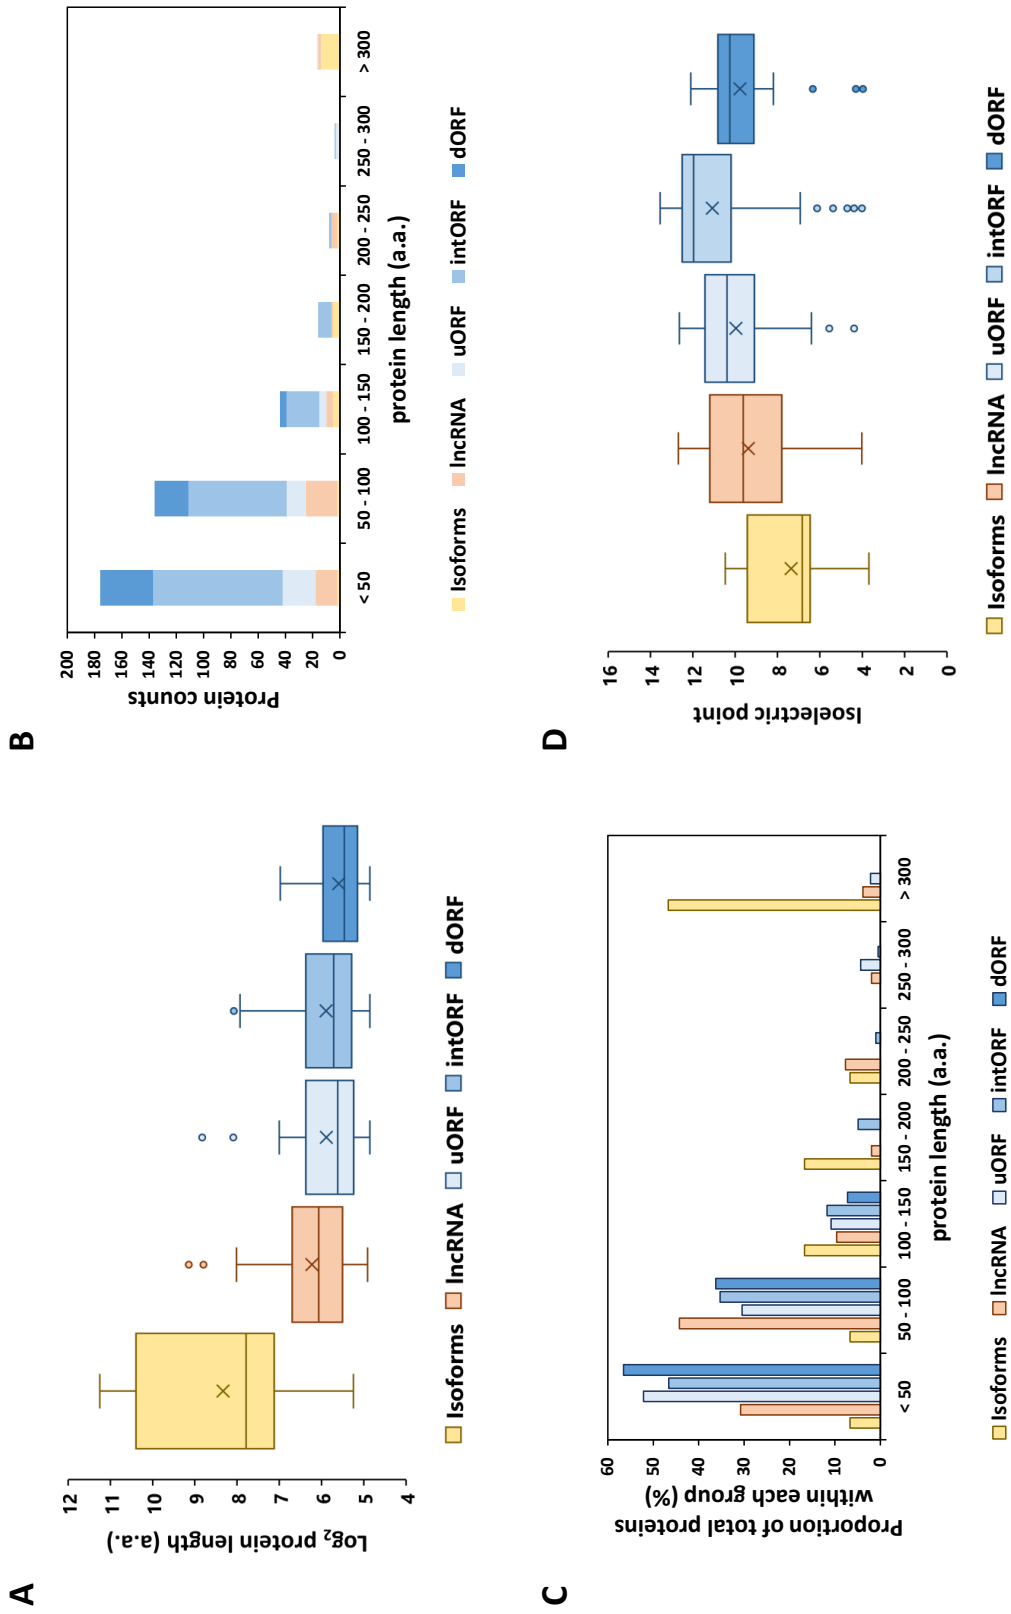 A
Log2 protein length (a.a.)
12
11
10
9
8
7
6
5
4
Isoforms lncRNA uORF intORF dORF
B
Protein counts
200
180
160
140
120
100
80
60
40
20
0
< 50 50 - 100 100 - 150 150 - 200 200 - 250 250 - 300 > 300
protein length (a.a.)
Isoforms lncRNA uORF intORF dORF
C
Proportion of total proteins
within each group (%)
60
50
40
30
20
10
0
< 50 50 - 100 100 - 150 150 - 200 200 - 250 250 - 300 > 300
protein length (a.a.)
Isoforms lncRNA uORF intORF dORF
D
Isoelectric point
16
14
12
10
8
6
4
2
0
Isoforms lncRNA uORF intORF dORF